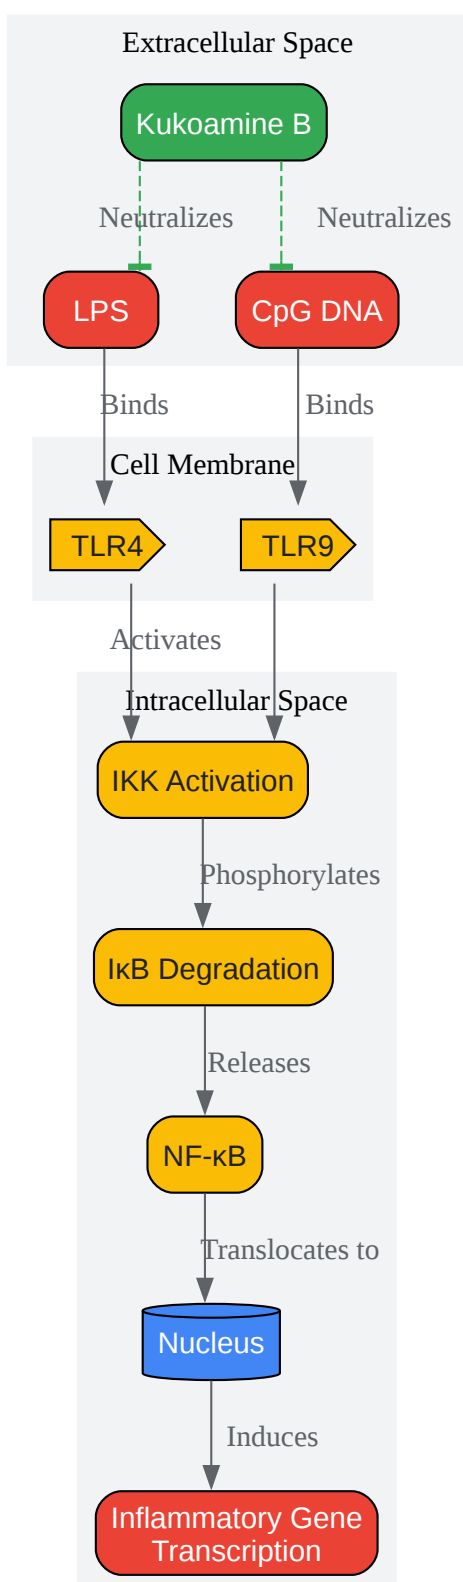 Extracellular Space
Kukoamine B
Neutralizes
Neutralizes
LPS
CpG DNA
Binds
Binds
Cell Membrane
TLR4
TLR9
Activates
Intracellular Space
IKK Activation
Phosphorylates
IκB Degradation
Releases
NF-κB
Translocates to
Nucleus
Induces
Inflammatory Gene
Transcription